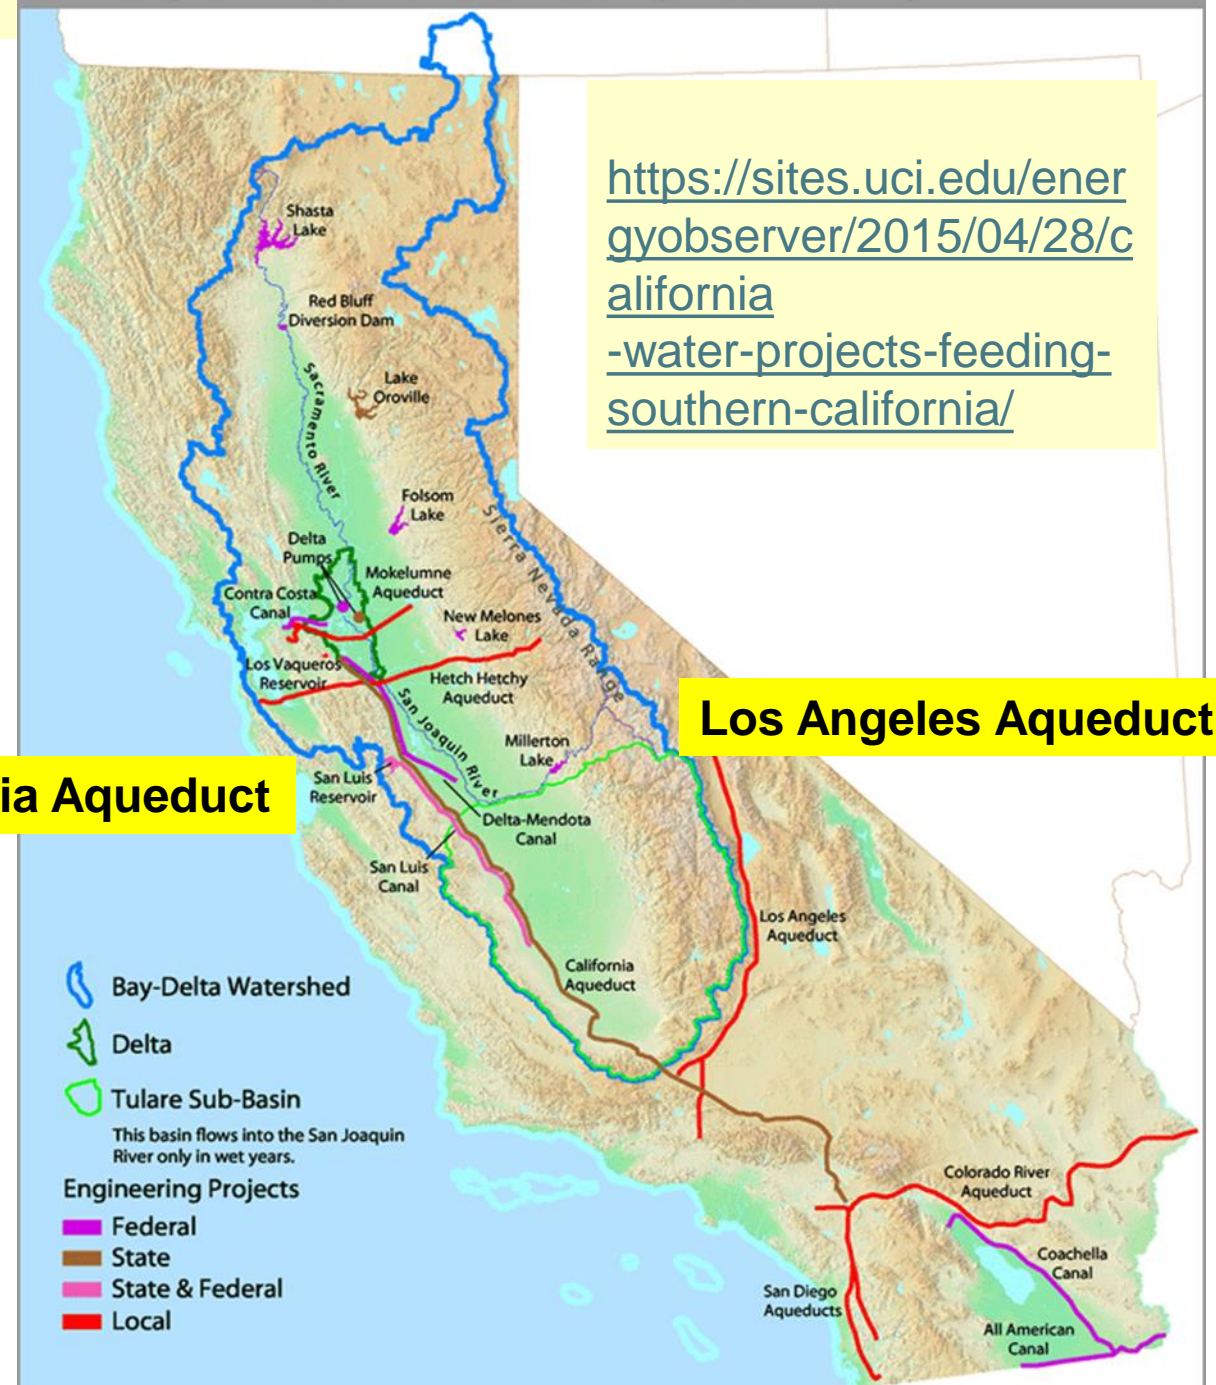 https://sites.uci.edu/ener
gyobserver/2015/04/28/c
alifornia
-water-projects-feeding-
southern-california/
Shasta
Lake
Red Bluff
Diversion Dam
Lake
Oroville
Sacramento River
Folsom
Lake
Sierra Nevada Range
Delta
Pumps
Mokelumne
Aqueduct
Contra Costa
Canal
New Melones
Lake
Los Vaqueros
Reservoir
Hetch Hetchy
Aqueduct
San Joaquin River
Los Angeles Aqueduct
Millerton
Lake
ia Aqueduct
San Luis
Reservoir
Delta-Mendota
Canal
San Luis
Canal
Los Angeles
Aqueduct
California
Aqueduct
Bay-Delta Watershed
Delta
Tulare Sub-Basin
This basin flows into the San Joaquin
River only in wet years.
Engineering Projects
Federal
State
State & Federal
Local
Colorado River
Aqueduct
Coachella
Canal
San Diego
Aqueducts
All American
Canal